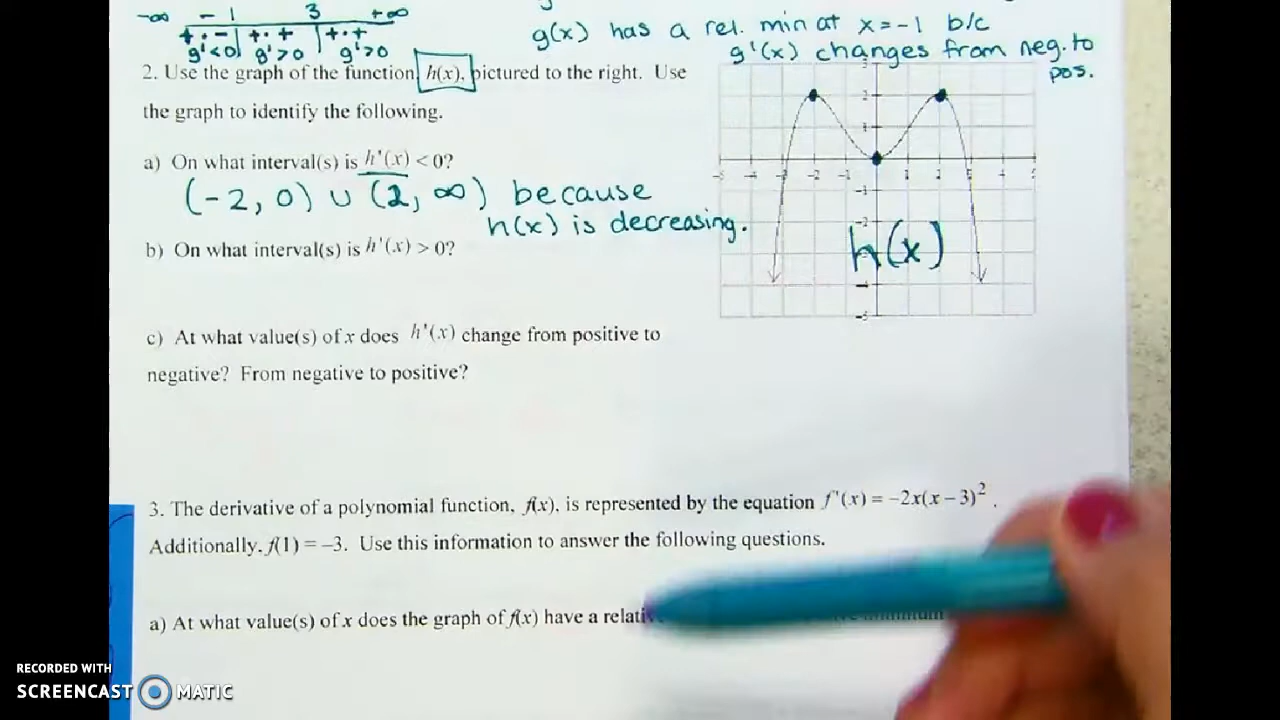 -∞ -1 3 +∞
+·- +·+ +·+
g'<0 g'>0 g'>0
g(x) has a rel. min at x=-1 b/c
g'(x) changes from neg. to
pos.
2. Use the graph of the function, h(x), pictured to the right. Use
the graph to identify the following.
a) On what interval(s) is h'(x) < 0?
(-2, 0) ∪ (2, ∞) because
h(x) is decreasing.
b) On what interval(s) is h'(x) > 0?
h(x)
c) At what value(s) of x does h'(x) change from positive to
negative? From negative to positive?
3. The derivative of a polynomial function, f(x), is represented by the equation f'(x) = -2x(x-3)².
Additionally, f(1) = -3. Use this information to answer the following questions.
a) At what value(s) of x does the graph of f(x) have a
RECORDED WITH
SCREENCAST MATIC